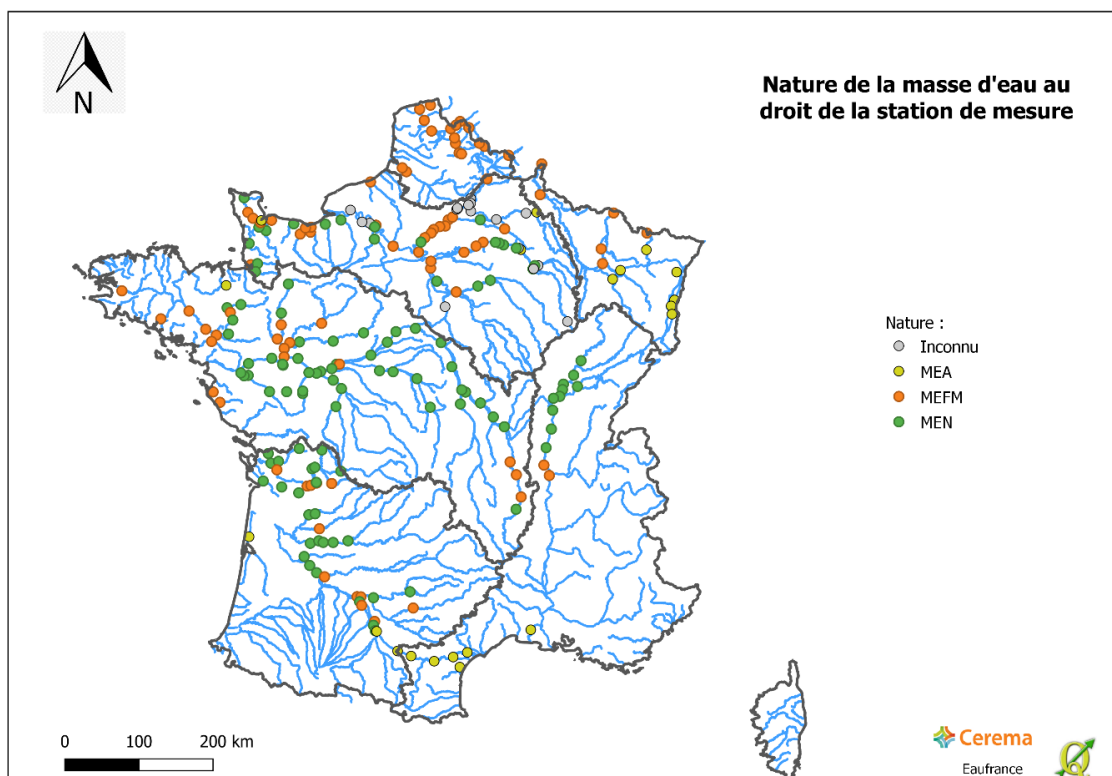 N
Nature de la masse d'eau au
droit de la station de mesure
Nature :
Inconnu
MEA
MEFM
MEN
0 100 200 km
Cerema
Eaufrance